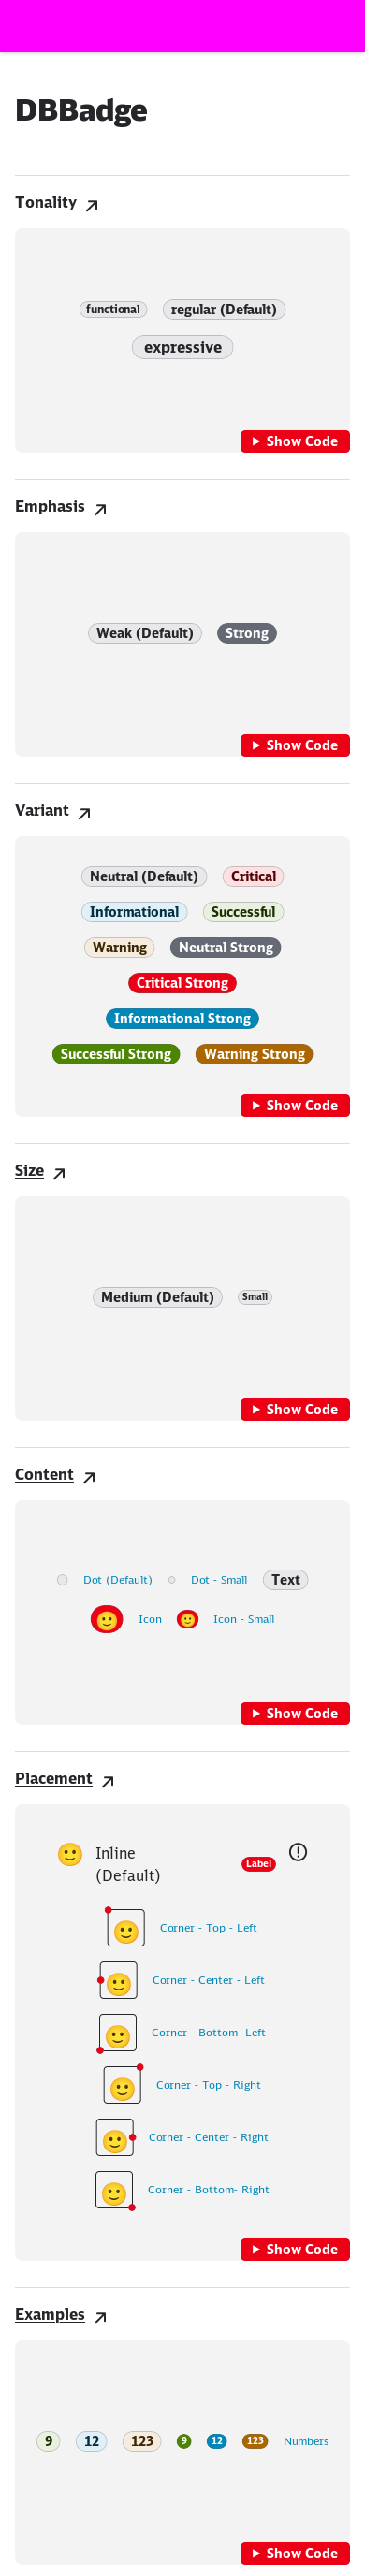 DBBadge
Tonality
functional regular (Default)
expressive
Show Code
Emphasis
Weak (Default) Strong
Show Code
Variant
Neutral (Default) Critical
Informational Successful
Warning Neutral Strong
Critical Strong
Informational Strong
Successful Strong Warning Strong
Show Code
Size
Medium (Default) Small
Show Code
Content
Dot (Default) Dot - Small Text
Icon Icon - Small
Show Code
Placement
Inline
(Default)
Label
Corner - Top - Left
Corner - Center - Left
Corner - Bottom- Left
Corner - Top - Right
Corner - Center - Right
Corner - Bottom- Right
Show Code
Examples
9 12 123 9 12 123 Numbers
Show Code